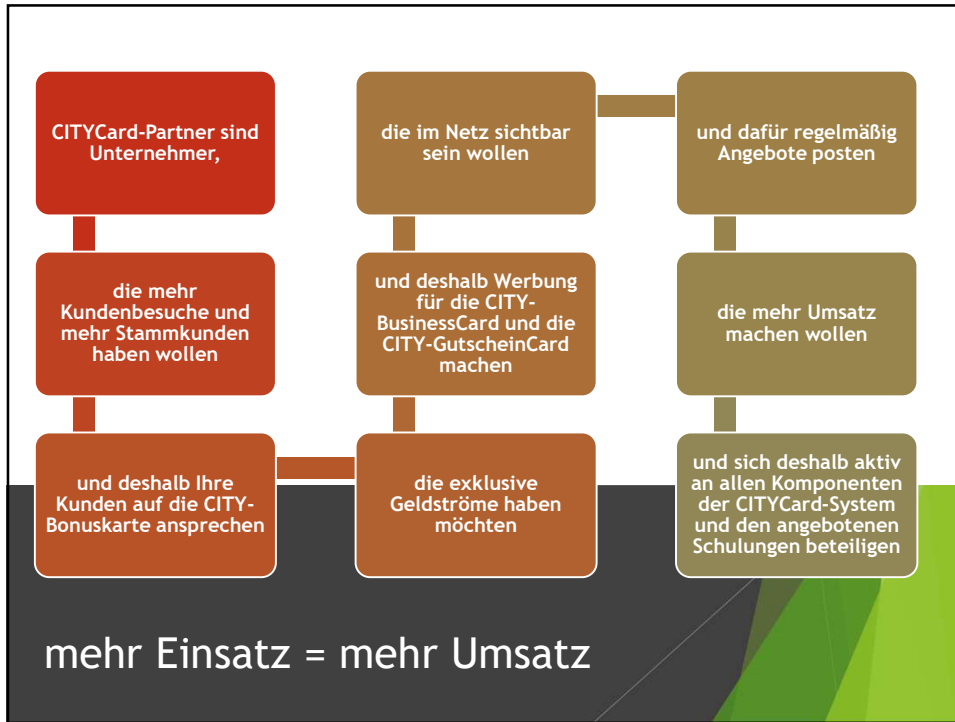 CITYCard-Partner sind
Unternehmer,
die mehr
Kundenbesuche und
mehr Stammkunden
haben wollen
und deshalb Ihre
Kunden auf die CITY-
Bonuskarte ansprechen
die exklusive
Geldströme haben
möchten
und deshalb Werbung
für die CITY-
BusinessCard und die
CITY-GutscheinCard
machen
die im Netz sichtbar
sein wollen
und dafür regelmäßig
Angebote posten
die mehr Umsatz
machen wollen
und sich deshalb aktiv
an allen Komponenten
der CITYCard-System
und den angebotenen
Schulungen beteiligen
mehr Einsatz = mehr Umsatz